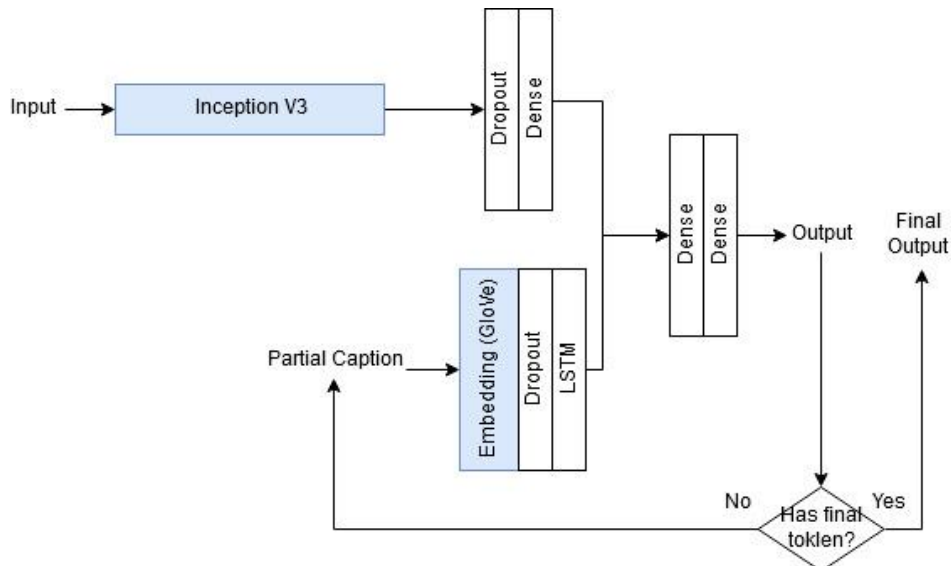 Input
Inception V3
Dropout
Dense
Partial Caption
Embedding (GloVe)
Dropout
LSTM
Dense
Dense
Output
Final
Output
No
Has final
toklen?
Yes